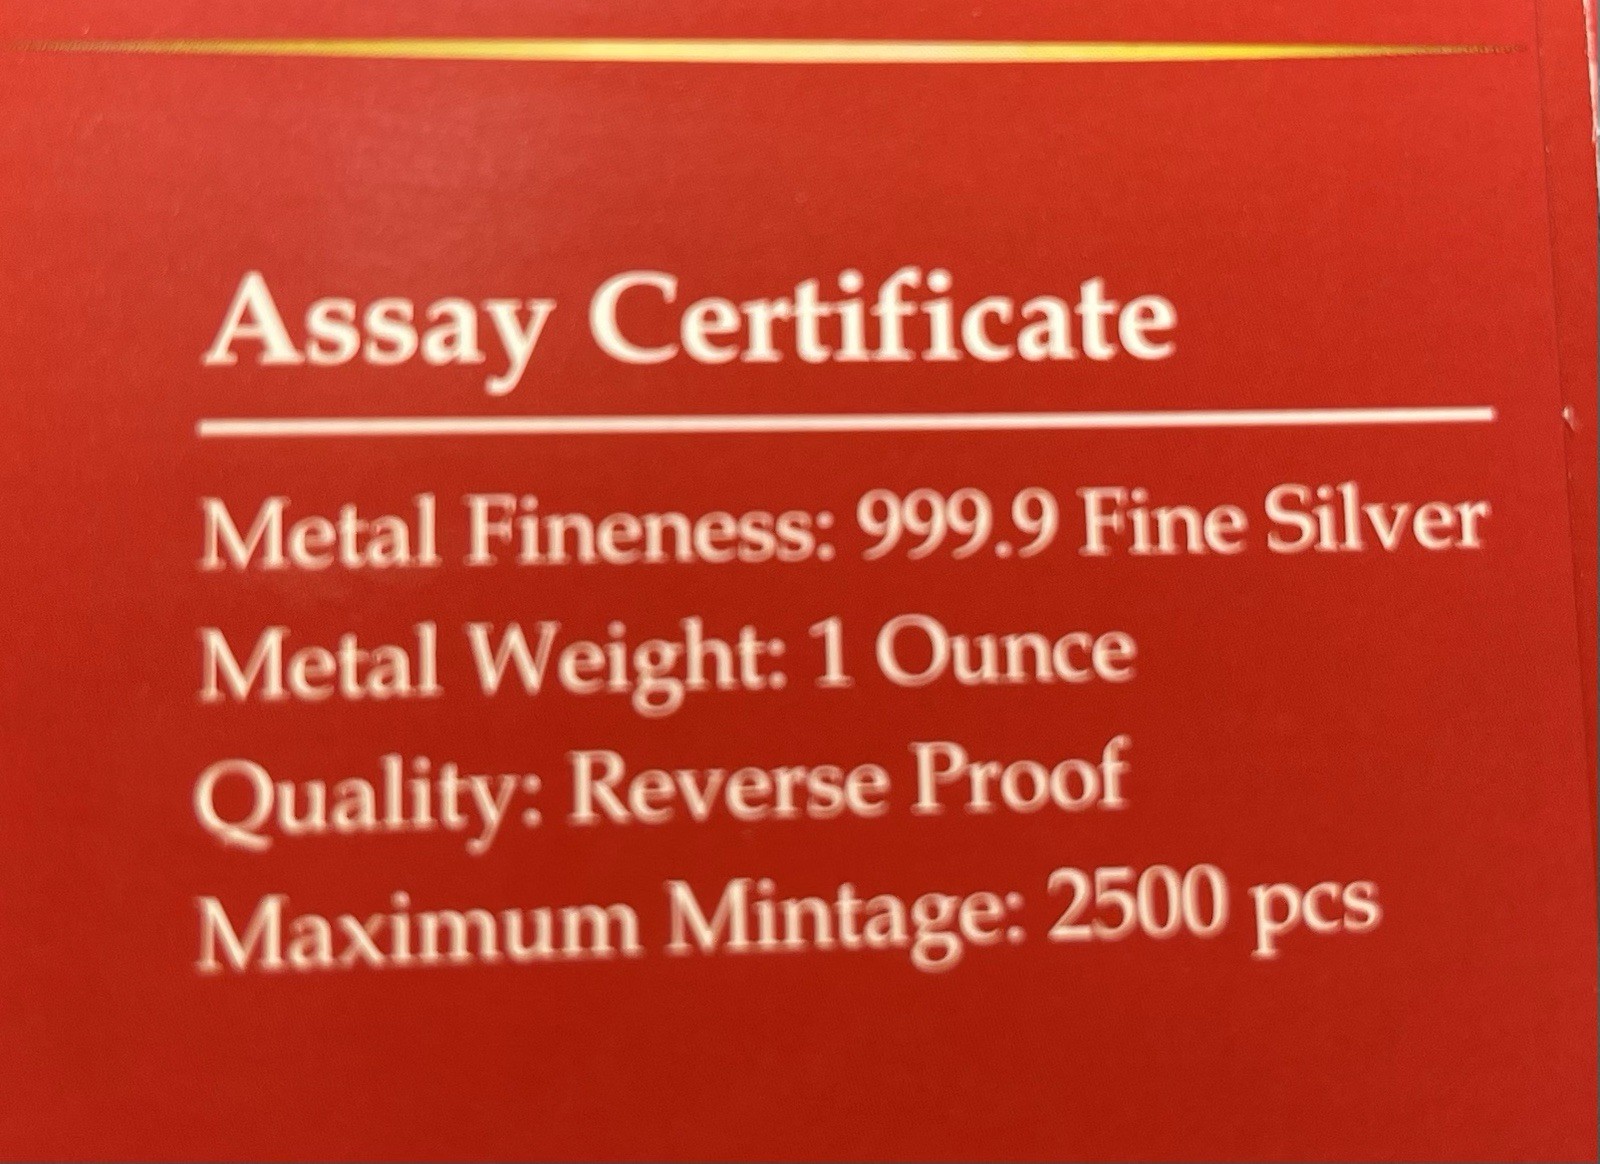 Assay Certificate
Metal Fineness: 999.9 Fine Silver
Metal Weight: 1 Ounce
Quality: Reverse Proof
Maximum Mintage: 2500 pcs